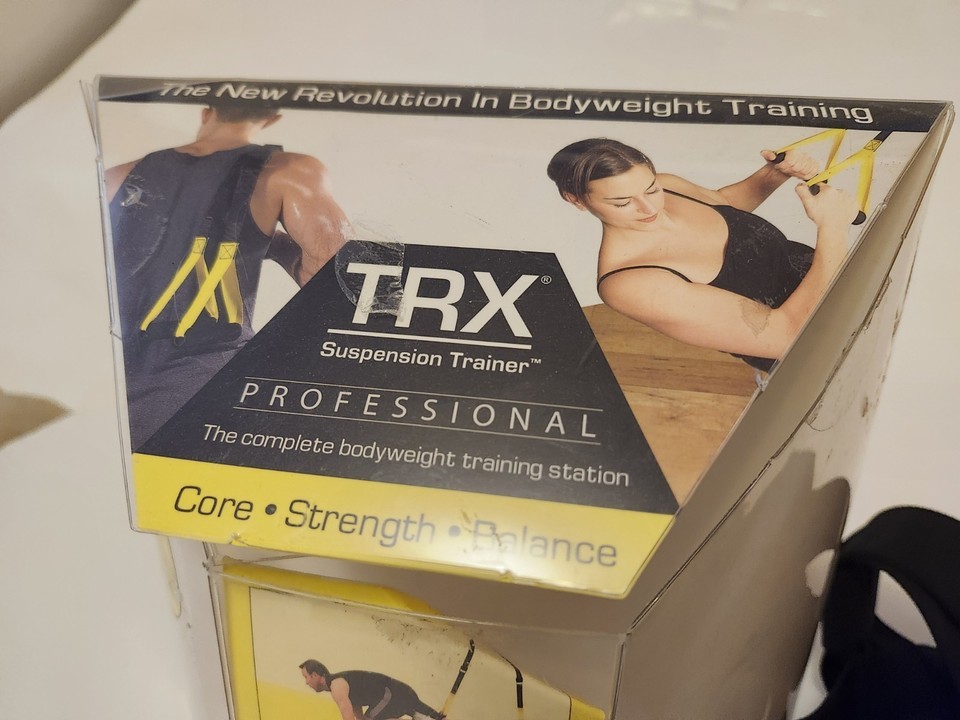 The New Revolution In Bodyweight Training
TRX®
Suspension Trainer™
PROFESSIONAL
The complete bodyweight training station
Core • Strength • Balance